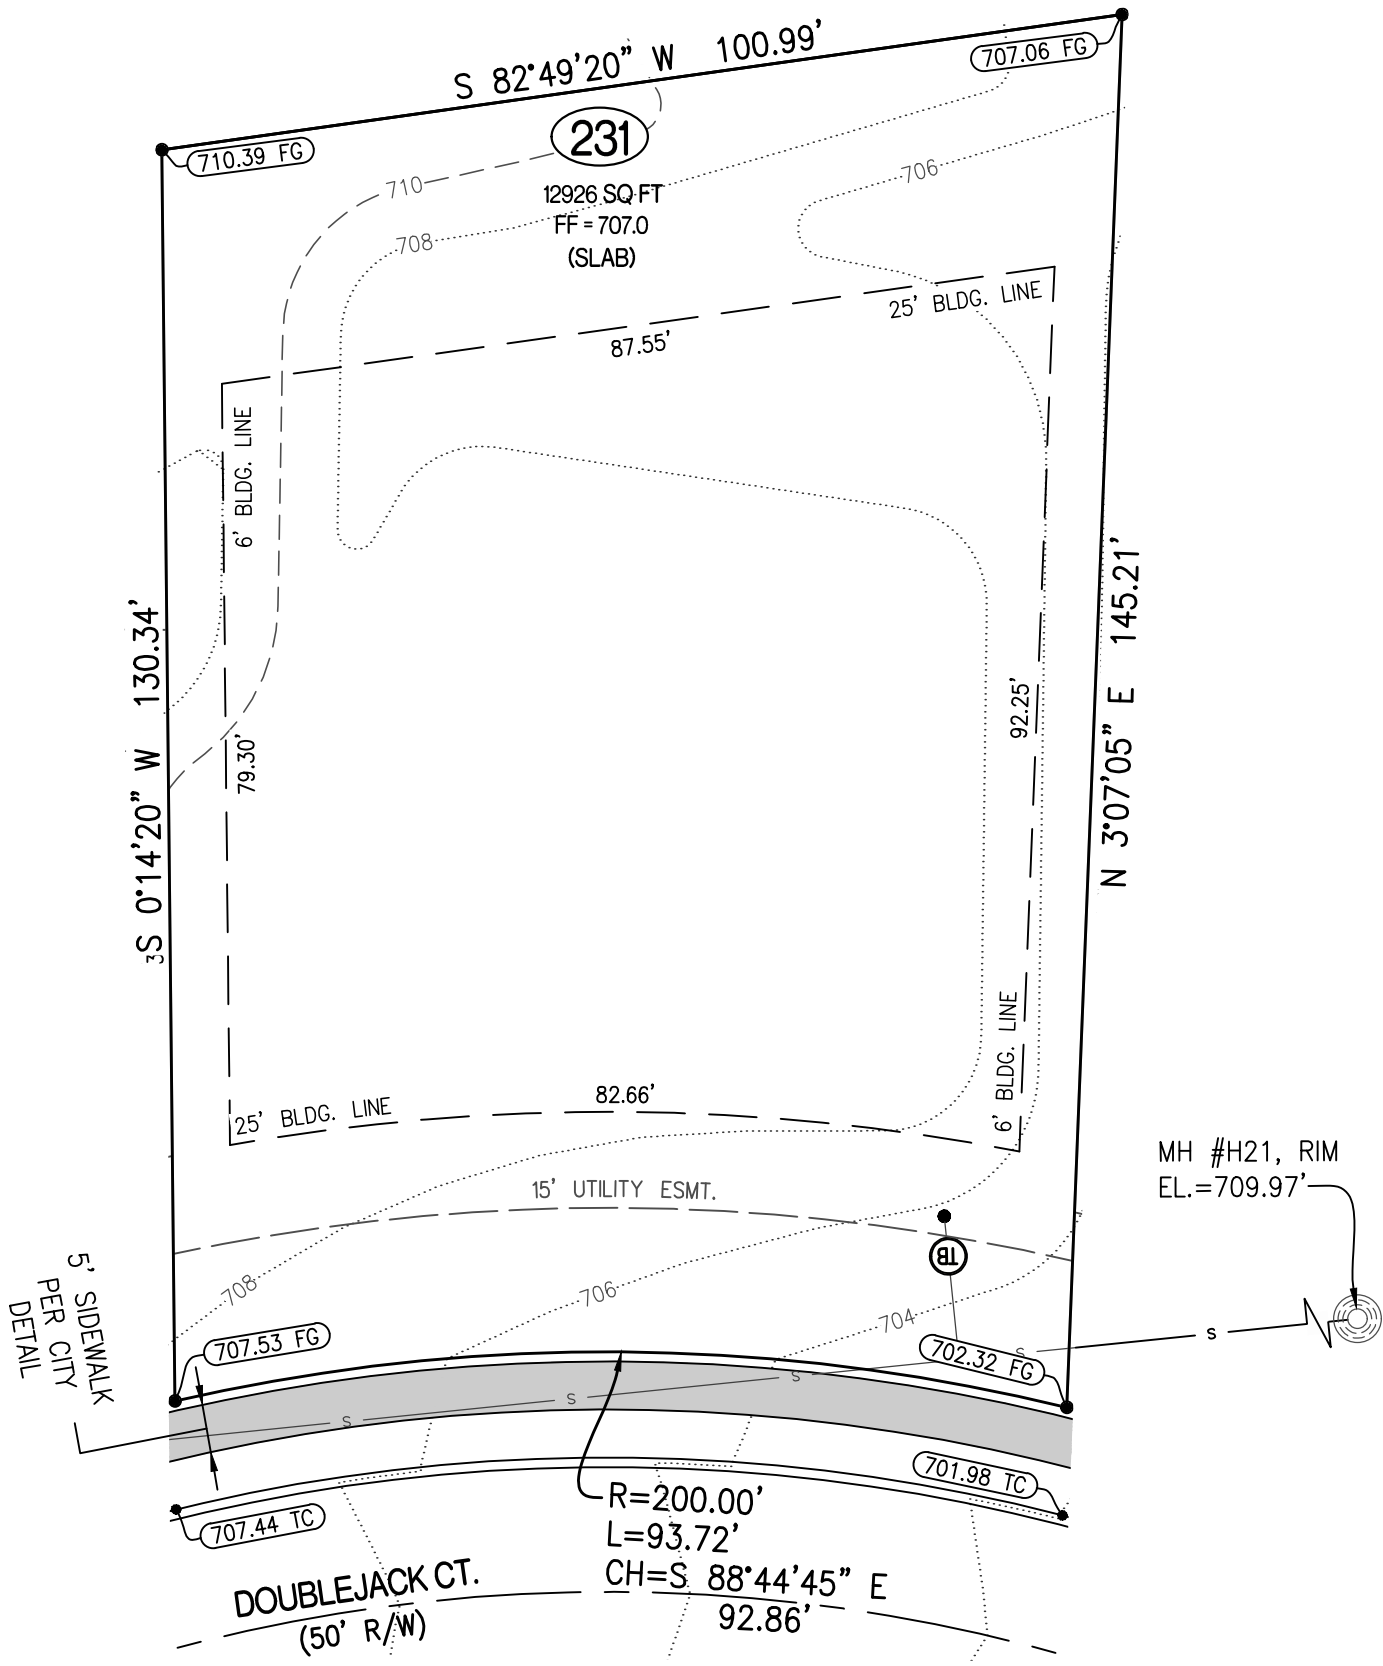 S 82°49'20" W 100.99'
707.06 FG
710.39 FG
231
12926 SQ FT
FF = 707.0
(SLAB)
710
708
706
25' BLDG. LINE
87.55'
6' BLDG. LINE
S 0°14'20" W 130.34'
3
79.30'
92.25'
N 3°07'05" E 145.21'
6' BLDG. LINE
25' BLDG. LINE
82.66'
15' UTILITY ESMT.
MH #H21, RIM
EL.=709.97'
TB
5' SIDEWALK
PER CITY
DETAIL
708
706
704
707.53 FG
702.32 FG
S
S
S
S
S
701.98 TC
707.44 TC
R=200.00'
L=93.72'
CH=S 88°44'45" E
92.86'
DOUBLEJACK CT.
(50' R/W)